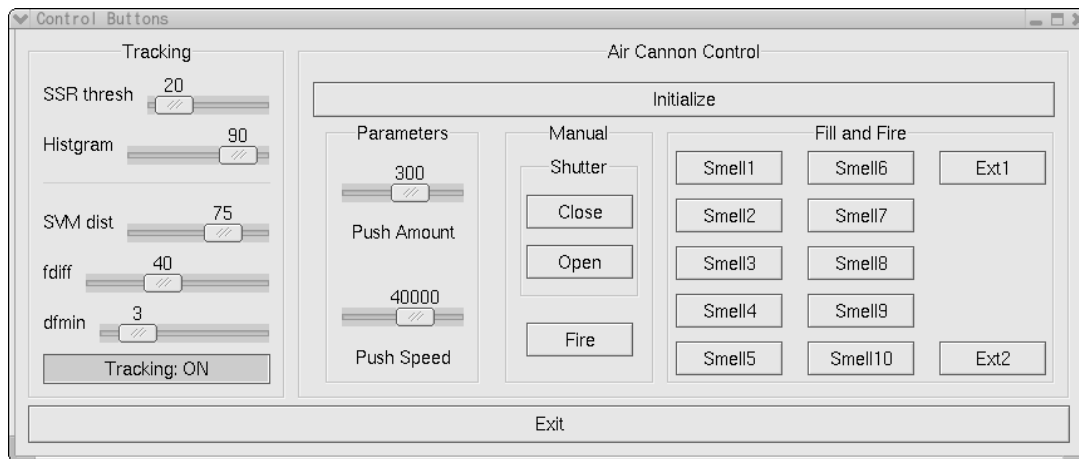 Control Buttons
Tracking
SSR thresh
20
Histgram
90
SVM dist
75
fdiff
40
dfmin
3
Tracking: ON
Air Cannon Control
Initialize
Parameters
300
Push Amount
40000
Push Speed
Manual
Shutter
Close
Open
Fire
Fill and Fire
Smell1 Smell6 Ext1
Smell2 Smell7
Smell3 Smell8
Smell4 Smell9
Smell5 Smell10 Ext2
Exit